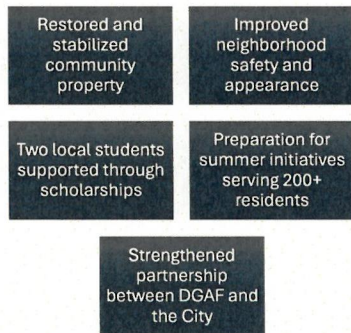 Restored and
stabilized
community
property
Improved
neighborhood
safety and
appearance
Two local students
supported through
scholarships
Preparation for
summer initiatives
serving 200+
residents
Strengthened
partnership
between DGAF and
the City